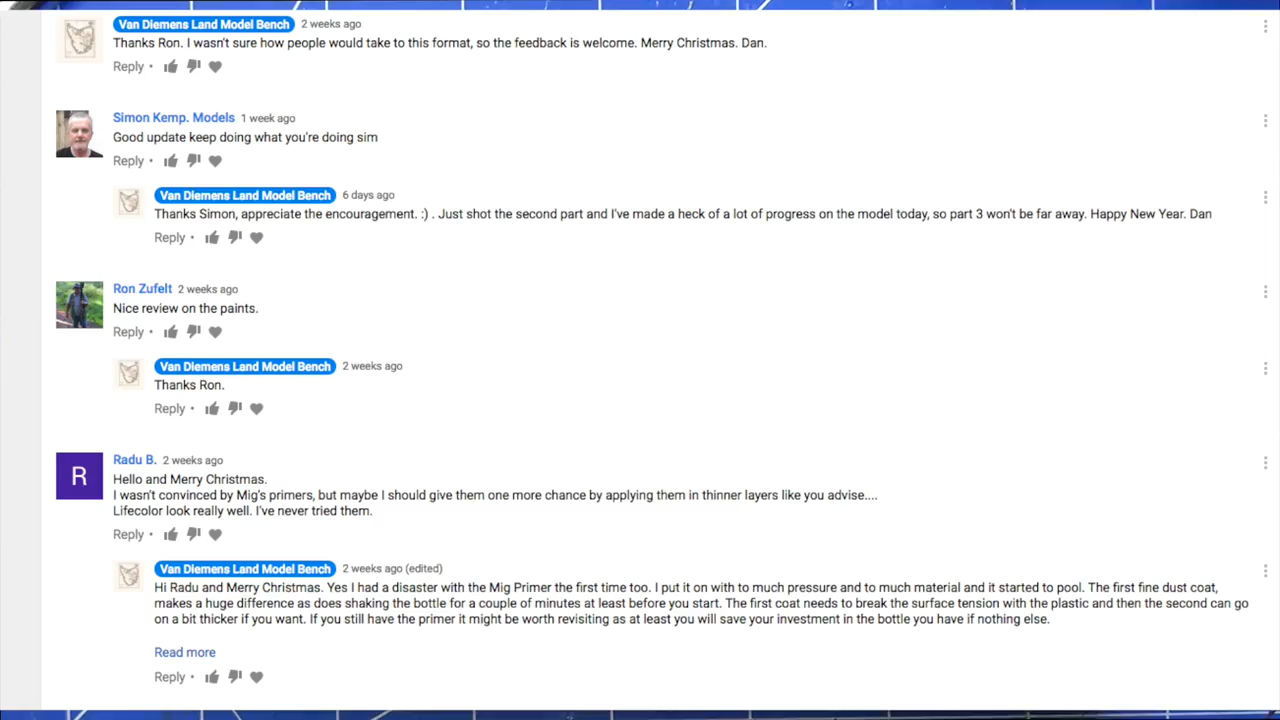 Van Diemens Land Model Bench 2 weeks ago
Thanks Ron. I wasn't sure how people would take to this format, so the feedback is welcome. Merry Christmas. Dan.
Reply •
Simon Kemp. Models 1 week ago
Good update keep doing what you're doing sim
Reply •
Van Diemens Land Model Bench 6 days ago
Thanks Simon, appreciate the encouragement. :) . Just shot the second part and I've made a heck of a lot of progress on the model today, so part 3 won't be far away. Happy New Year. Dan
Reply •
Ron Zufelt 2 weeks ago
Nice review on the paints.
Reply •
Van Diemens Land Model Bench 2 weeks ago
Thanks Ron.
Reply •
R
Radu B. 2 weeks ago
Hello and Merry Christmas.
I wasn't convinced by Mig's primers, but maybe I should give them one more chance by applying them in thinner layers like you advise....
Lifecolor look really well. I've never tried them.
Reply •
Van Diemens Land Model Bench 2 weeks ago (edited)
Hi Radu and Merry Christmas. Yes I had a disaster with the Mig Primer the first time too. I put it on with to much pressure and to much material and it started to pool. The first fine dust coat,
makes a huge difference as does shaking the bottle for a couple of minutes at least before you start. The first coat needs to break the surface tension with the plastic and then the second can go
on a bit thicker if you want. If you still have the primer it might be worth revisiting as at least you will save your investment in the bottle you have if nothing else.
Read more
Reply •